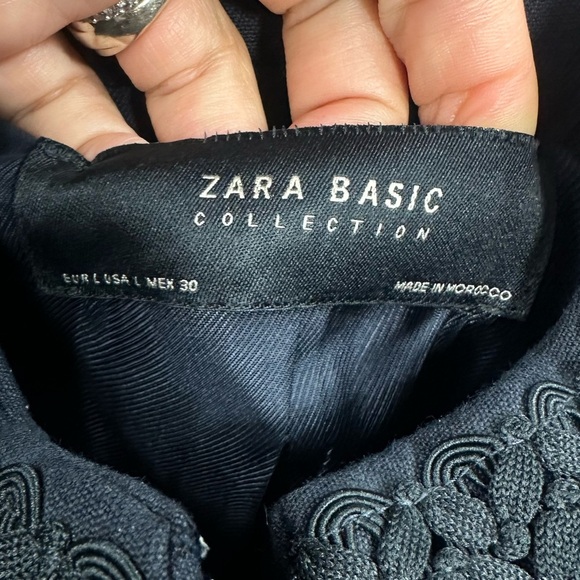 ZARA BASIC
COLLECTION
EUR L USA L MEX 30
MADE IN MOROCCO